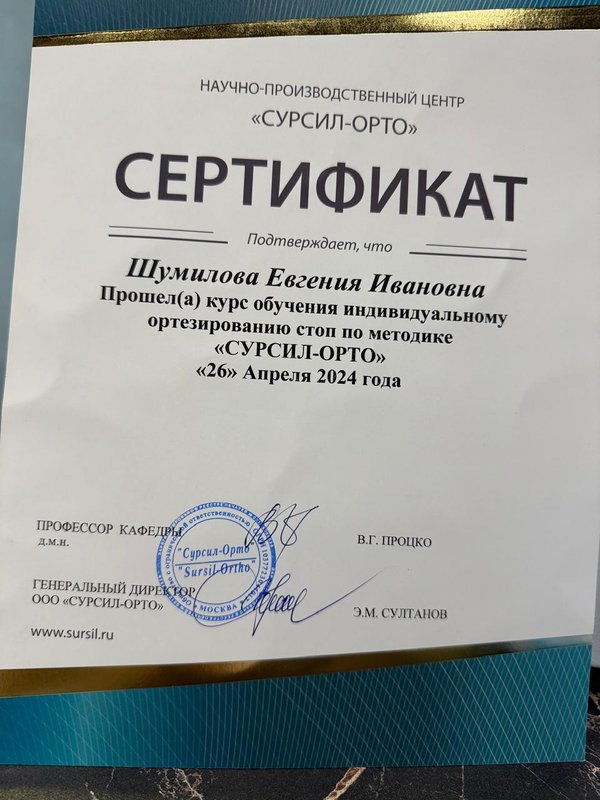 НАУЧНО-ПРОИЗВОДСТВЕННЫЙ ЦЕНТР
«СУРСИЛ-ОРТО»
СЕРТИФИКАТ
Подтверждает, что
Шумилова Евгения Ивановна
Прошел(а) курс обучения индивидуальному
ортезированию стоп по методике
«СУРСИЛ-ОРТО»
«26» Апреля 2024 года
ПРОФЕССОР КАФЕДРЫ
д.м.н.
В.Г. ПРОЦКО
"Сурсил-Орто"
"Sursil-Ortho"
МОСКВА
ГЕНЕРАЛЬНЫЙ ДИРЕКТОР
ООО «СУРСИЛ-ОРТО»
Э.М. СУЛТАНОВ
www.sursil.ru